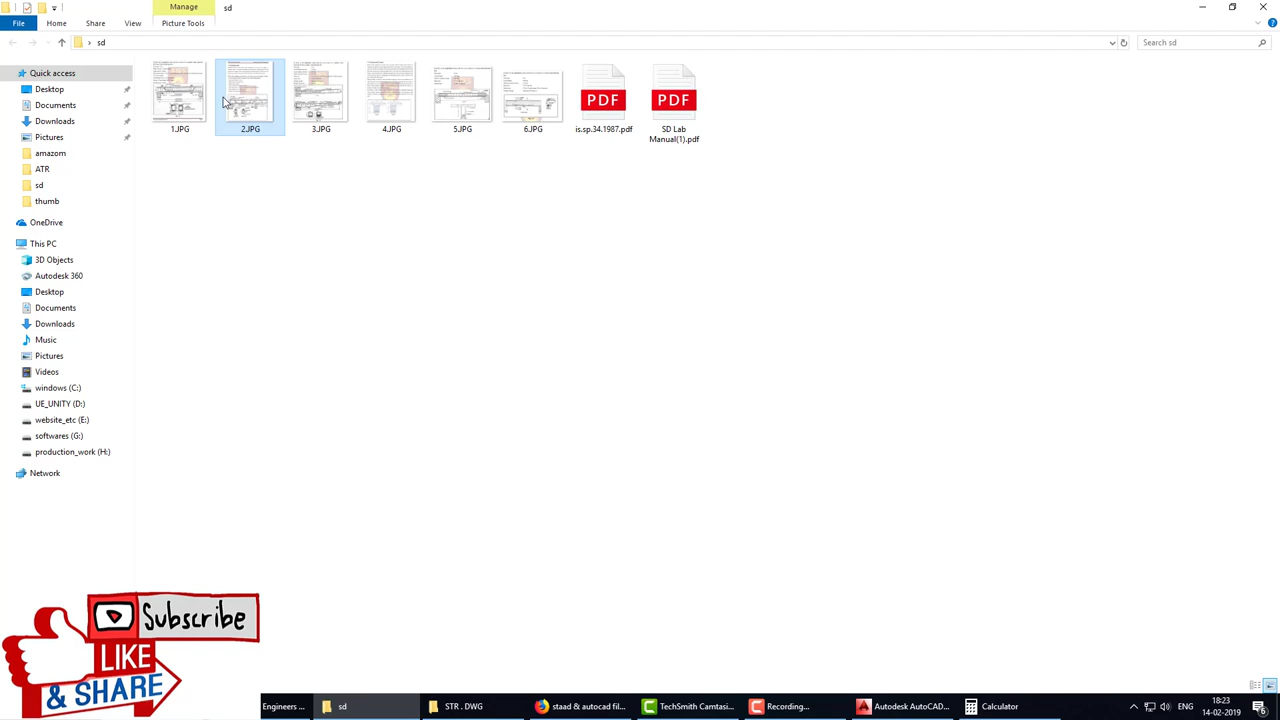 Manage
sd
File
Home
Share
View
Picture Tools
sd
Search sd
Quick access
Desktop
Documents
Downloads
Pictures
amazom
ATR
sd
thumb
OneDrive
This PC
3D Objects
Autodesk 360
Desktop
Documents
Downloads
Music
Pictures
Videos
windows (C:)
UE_UNITY (D:)
website_etc (E:)
softwares (G:)
production_work (H:)
Network
1.JPG
2.JPG
3.JPG
4.JPG
5.JPG
6.JPG
PDF
is.sp.34.1987.pdf
PDF
SD Lab
Manual(1).pdf
Subscribe
LIKE
& SHARE
Engineers ...
sd
STR . DWG
staad & autocad fil...
TechSmith Camtasi...
Recording...
Autodesk AutoCAD...
Calculator
ENG
18:23
14-02-2019
6